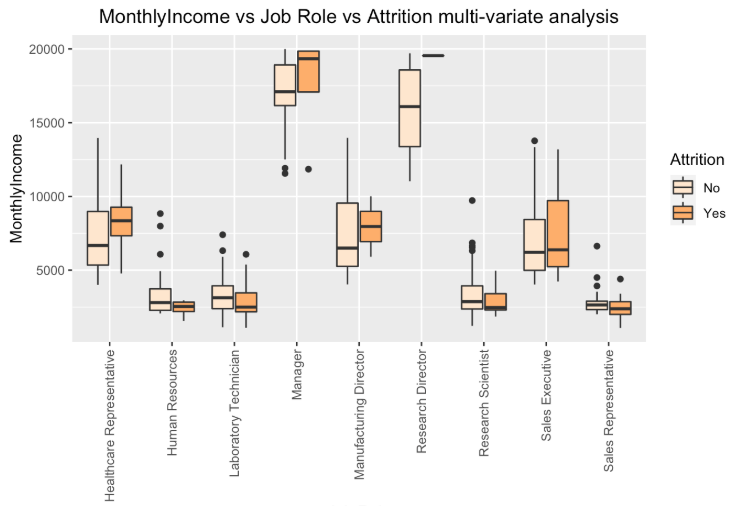 MonthlyIncome vs Job Role vs Attrition multi-variate analysis
20000
15000
10000
5000
MonthlyIncome
Attrition
No
Yes
Healthcare Representative
Human Resources
Laboratory Technician
Manager
Manufacturing Director
Research Director
Research Scientist
Sales Executive
Sales Representative